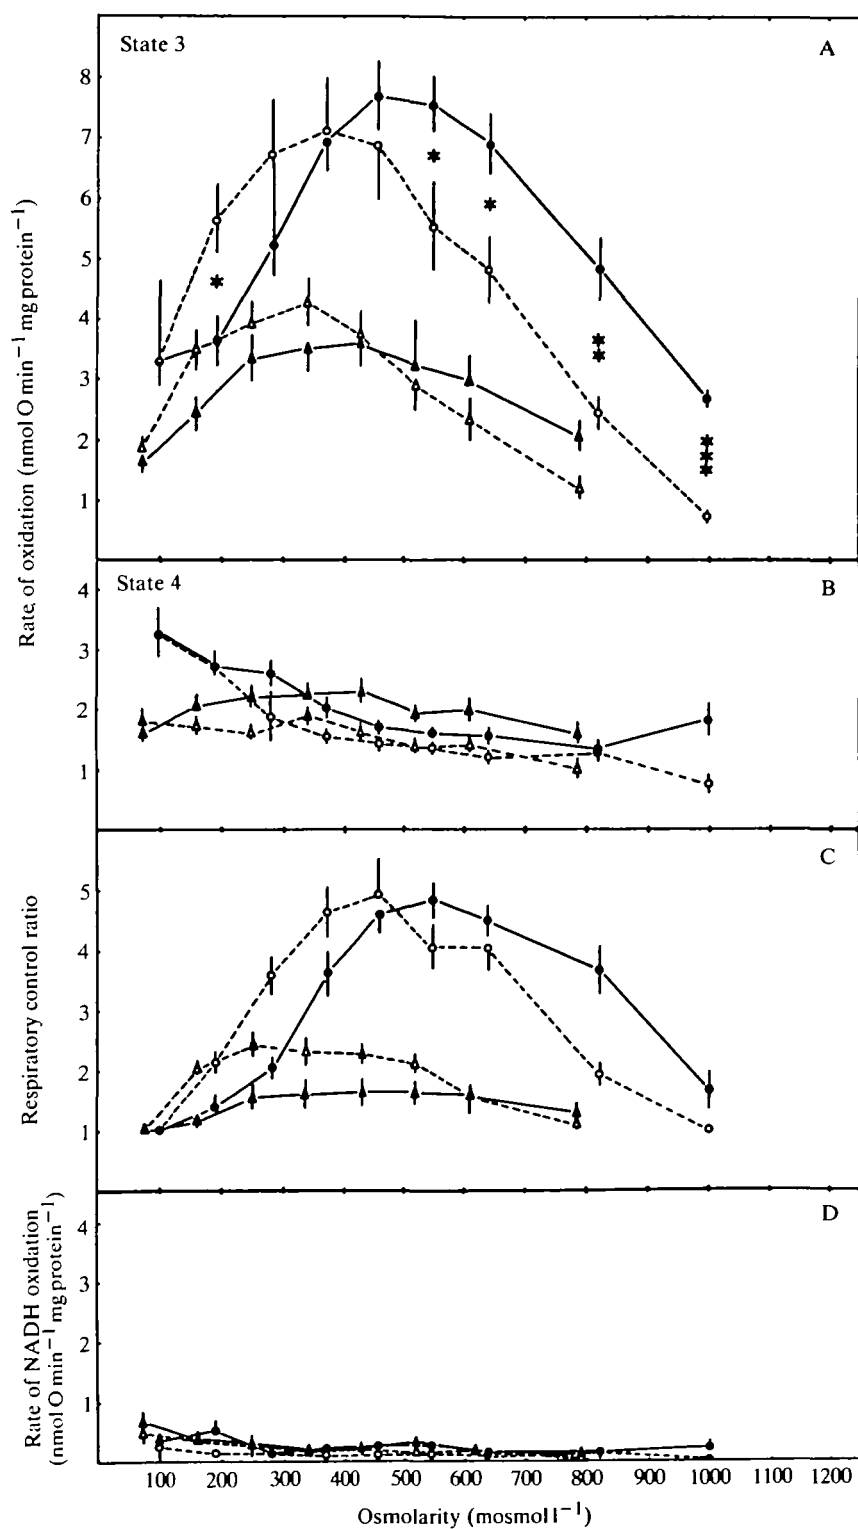 State 3
A
8
7
6
5
4
3
2
1
Rate of oxidation (nmol O min⁻¹ mg protein⁻¹)
State 4
B
4
3
2
1
C
5
4
3
2
1
Respiratory control ratio
D
4
3
2
1
Rate of NADH oxidation
(nmol O min⁻¹ mg protein⁻¹)
100 200 300 400 500 600 700 800 900 1000 1100 1200
Osmolarity (mosmol l⁻¹)